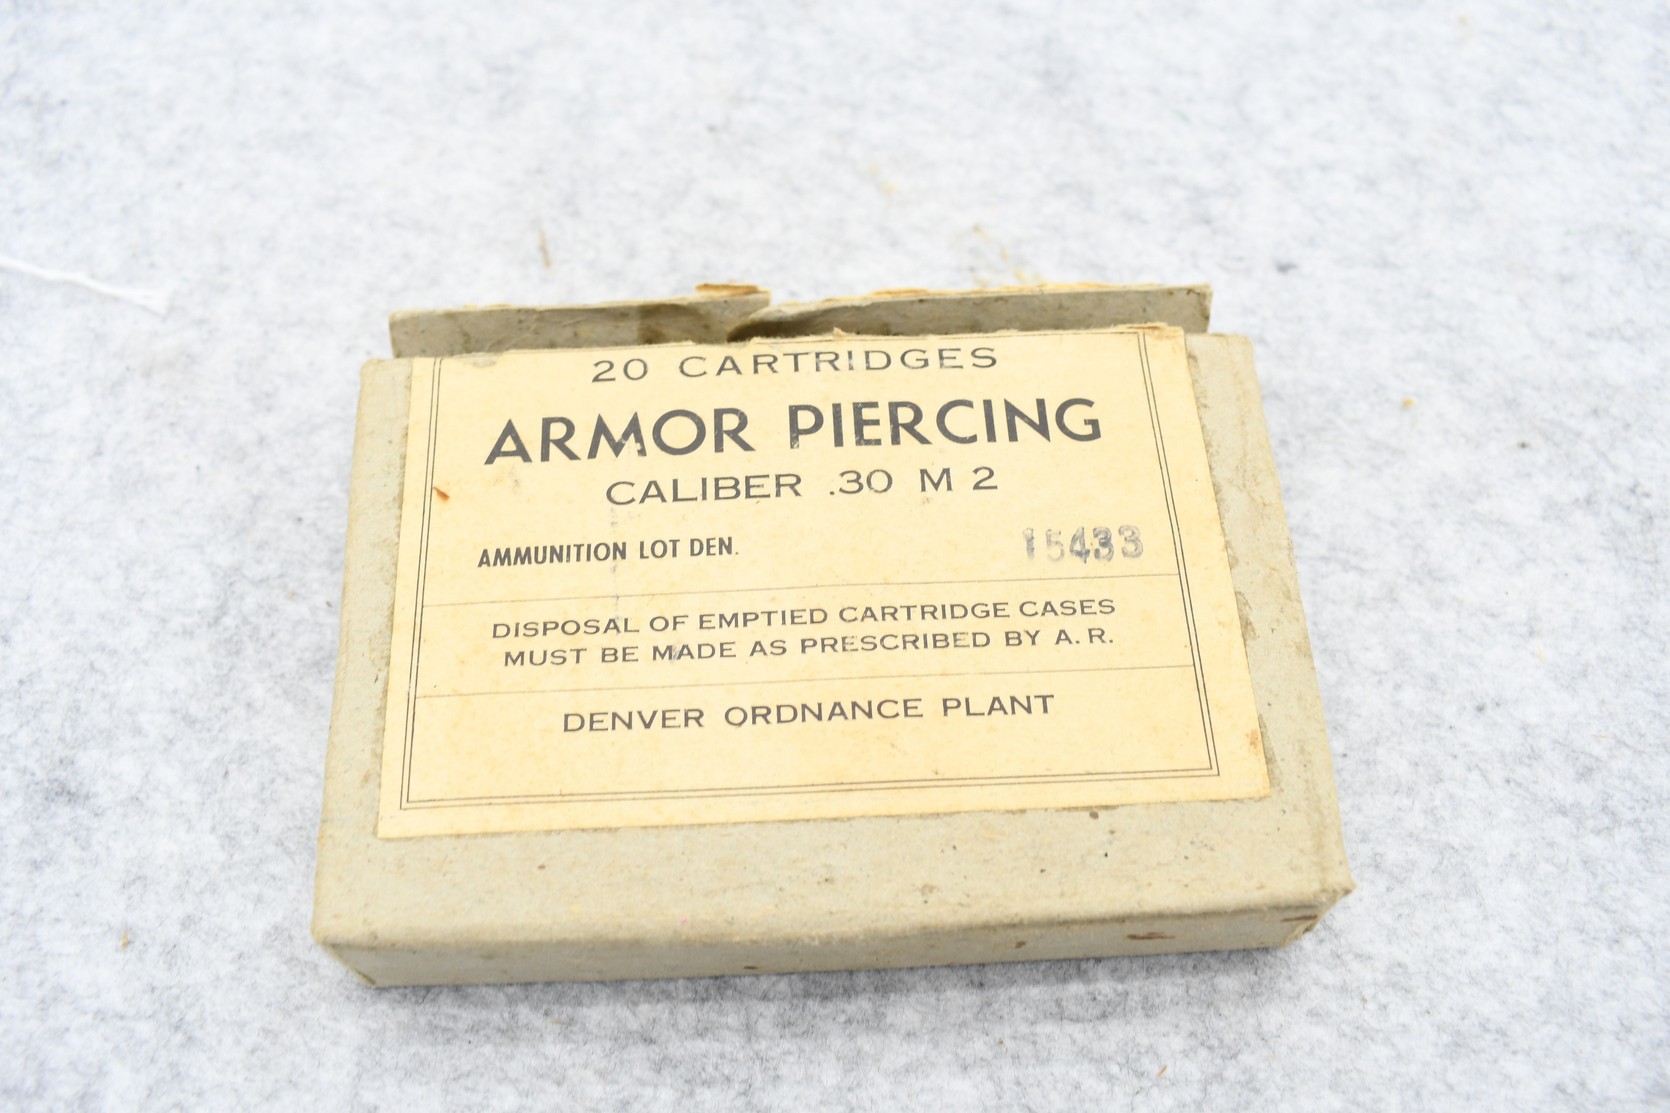 20 CARTRIDGES
ARMOR PIERCING
CALIBER .30 M 2
AMMUNITION LOT DEN. 15433
DISPOSAL OF EMPTIED CARTRIDGE CASES
MUST BE MADE AS PRESCRIBED BY A. R.
DENVER ORDNANCE PLANT